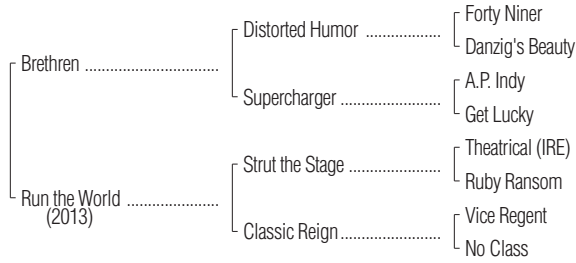 Forty Niner
Distorted Humor ..................
Danzig's Beauty
Brethren ................................
A.P. Indy
Supercharger ........................
Get Lucky
Theatrical (IRE)
Strut the Stage ......................
Ruby Ransom
Run the World ......................
(2013)
Vice Regent
Classic Reign ........................
No Class